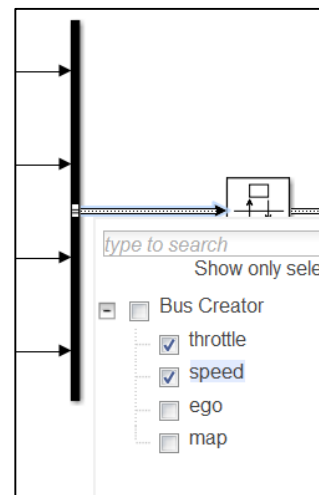 type to search
Show only sele
Bus Creator
throttle
speed
ego
map